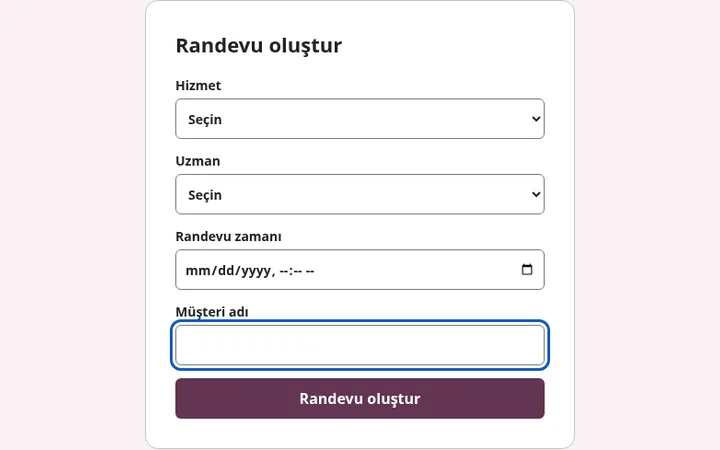 Randevu oluştur
Hizmet
Seçin
Uzman
Seçin
Randevu zamanı
mm/dd/yyyy, --:-- --
Müşteri adı
Randevu oluştur